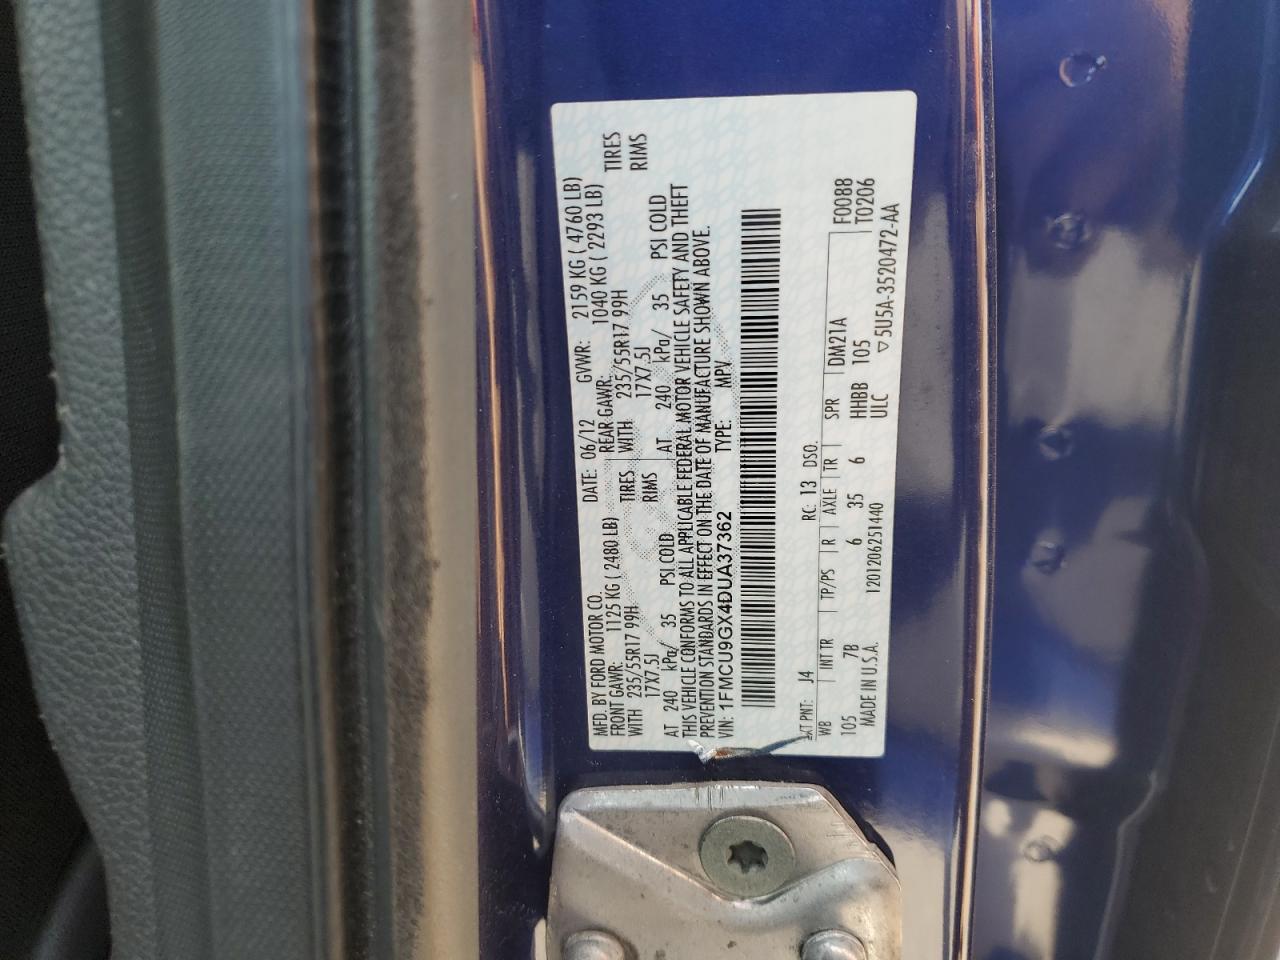 MFD. BY FORD MOTOR CO.
DATE: 06/12 GVWR: 2159 KG ( 4760 LB)
FRONT GAWR: 1125 KG ( 2480 LB) REAR GAWR: 1040 KG ( 2293 LB)
WITH 235/55R17 99H TIRES WITH 235/55R17 99H TIRES
17X7.5J RIMS 17X7.5J RIMS
AT 240 kPa/ 35 PSI COLD AT 240 kPa/ 35 PSI COLD
THIS VEHICLE CONFORMS TO ALL APPLICABLE FEDERAL MOTOR VEHICLE SAFETY AND THEFT
PREVENTION STANDARDS IN EFFECT ON THE DATE OF MANUFACTURE SHOWN ABOVE.
VIN: 1FMCU9GX4DUA37362 TYPE: MPV
EXT PNT: J4 RC: 13 DSO: F0088
WB INT TR TP/PS R AXLE TR SPR DM21A T0206
105 7B 6 35 6 HHBB 105
MADE IN U.S.A. 1201206251440 ULC ▽5U5A-3520472-AA